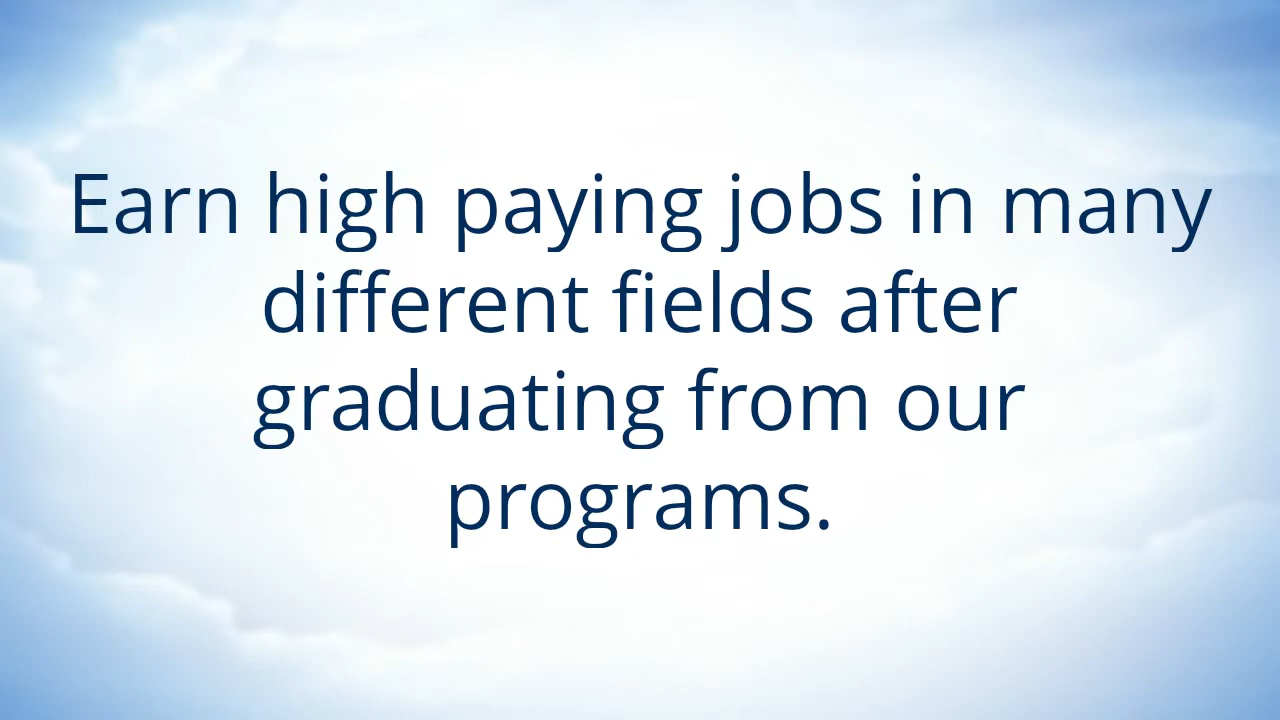 Earn high paying jobs in many
different fields after
graduating from our
programs.